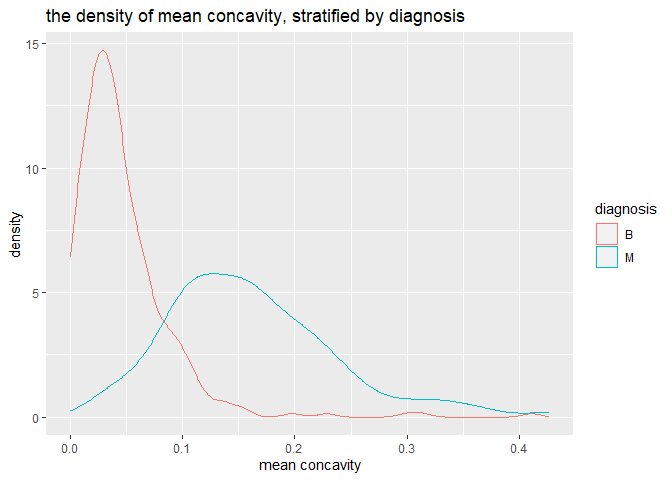 the density of mean concavity, stratified by diagnosis
15
10
5
0
density
0.0 0.1 0.2 0.3 0.4
mean concavity
diagnosis
B
M